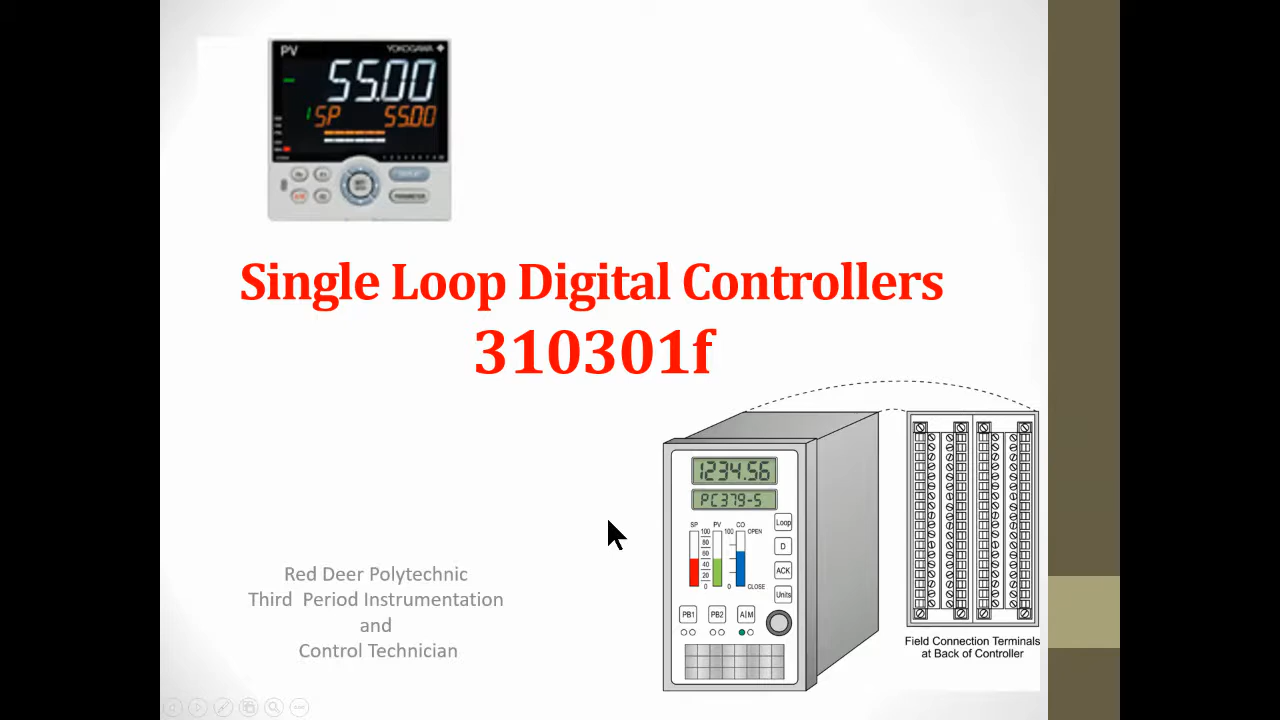 PV
YOKOGAWA
55.00
1 SP 55.00
Single Loop Digital Controllers
310301f
1234.56
PC379-5
SP PV CO
100 100 OPEN
80
60
40
20
0 0 CLOSE
Loop
D
ACK
Units
PB1 PB2 A|M
Field Connection Terminals
at Back of Controller
Red Deer Polytechnic
Third Period Instrumentation
and
Control Technician